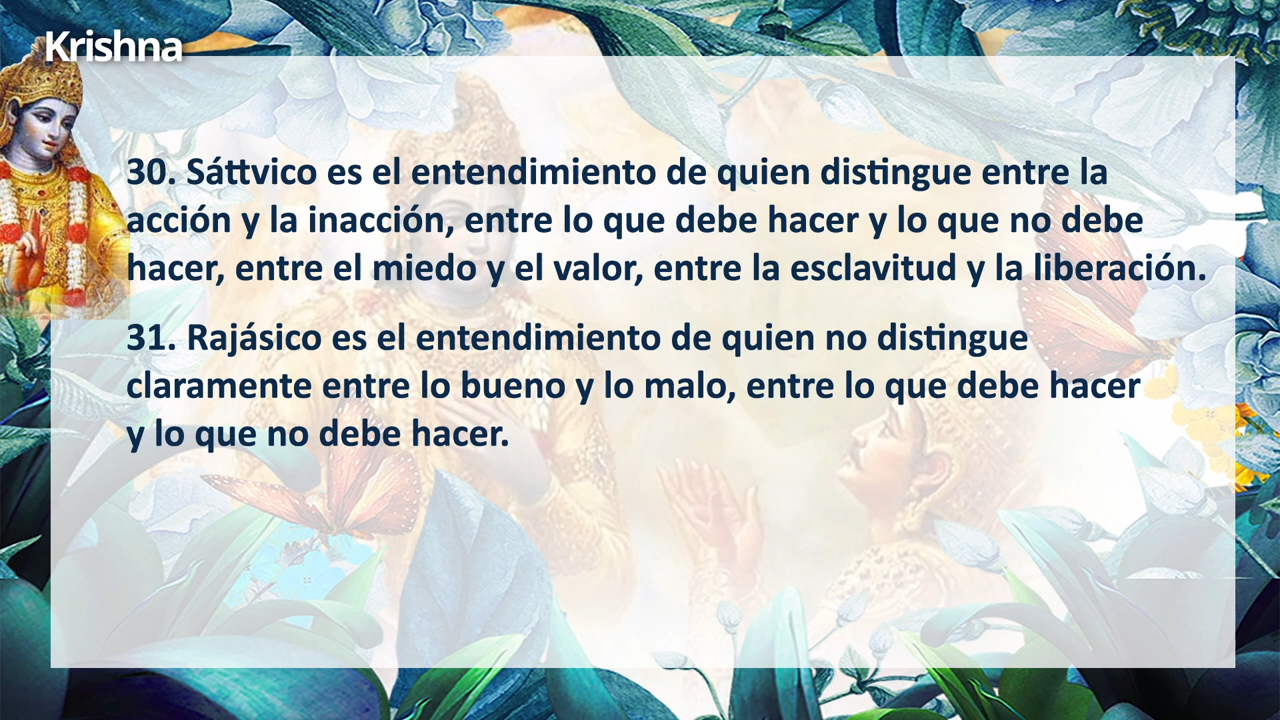 Krishna
30. Sáttvico es el entendimiento de quien distingue entre la
acción y la inacción, entre lo que debe hacer y lo que no debe
hacer, entre el miedo y el valor, entre la esclavitud y la liberación.
31. Rajásico es el entendimiento de quien no distingue
claramente entre lo bueno y lo malo, entre lo que debe hacer
y lo que no debe hacer.